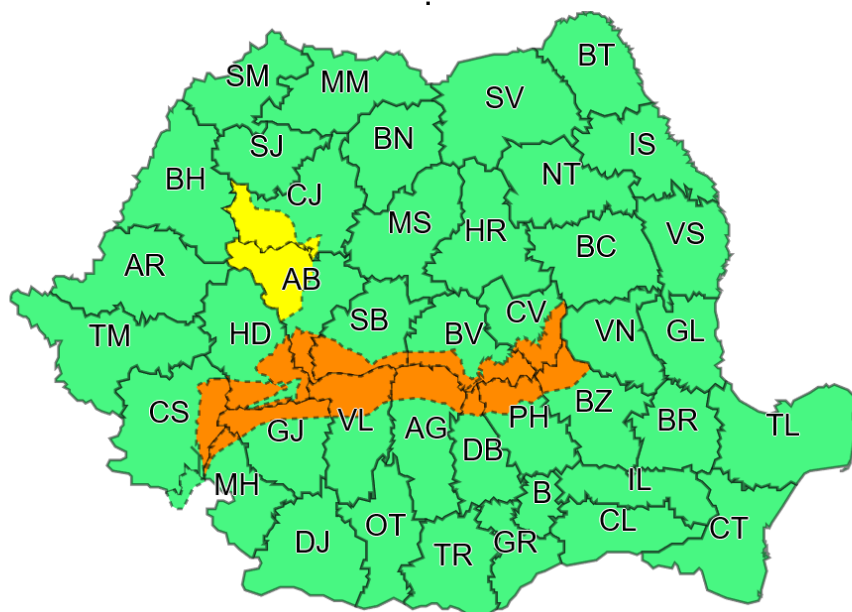 BT
SM
MM
SV
BN
IS
SJ
NT
BH
CJ
MS
HR
VS
BC
AR
AB
SB
CV
TM
HD
BV
VN
GL
CS
PH
BZ
VL
AG
BR
TL
GJ
DB
MH
B
IL
OT
CL
CT
DJ
TR
GR